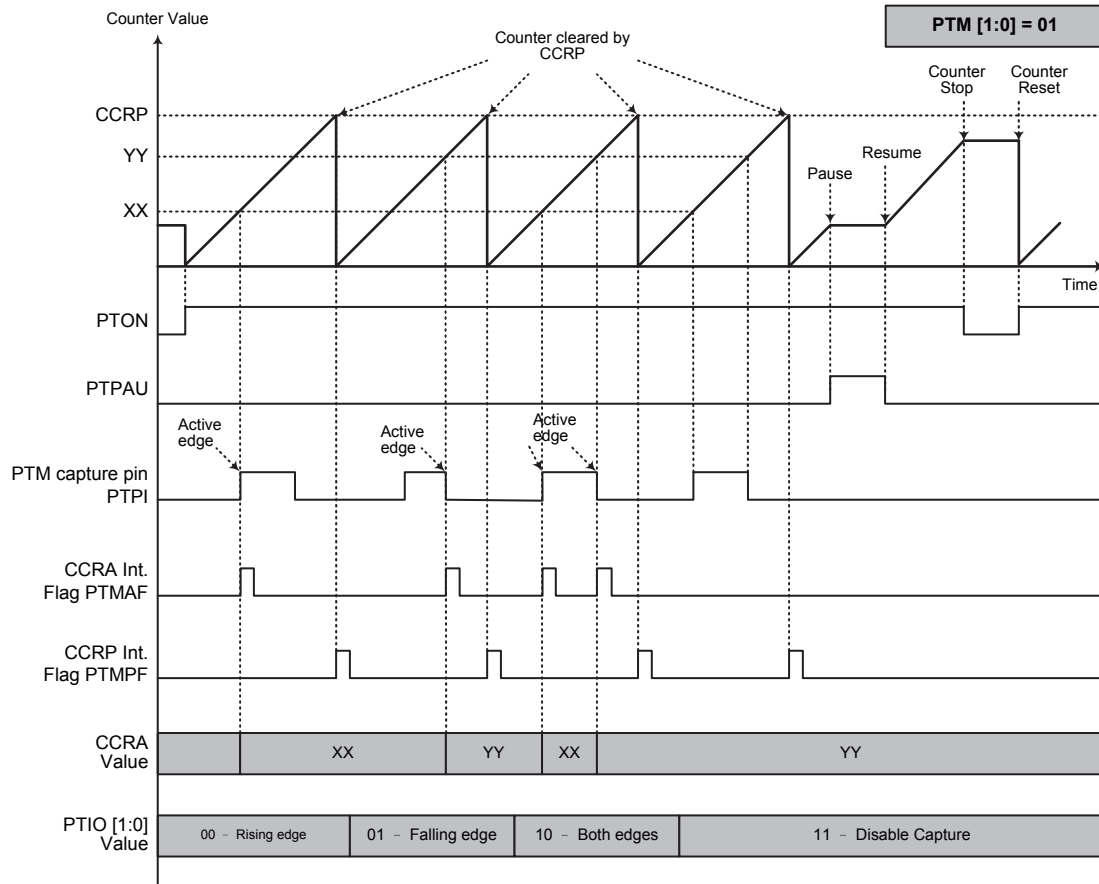 Counter Value
PTM [1:0] = 01
Counter cleared by
CCRP
Counter
Stop
Counter
Reset
CCRP
YY
Pause
Resume
XX
Time
PTON
PTPAU
Active
edge
Active
edge
Active
edge
PTM capture pin
PTPI
CCRA Int.
Flag PTMAF
CCRP Int.
Flag PTMPF
CCRA
Value
XX
YY
XX
YY
PTIO [1:0]
Value
00 – Rising edge
01 – Falling edge
10 – Both edges
11 – Disable Capture